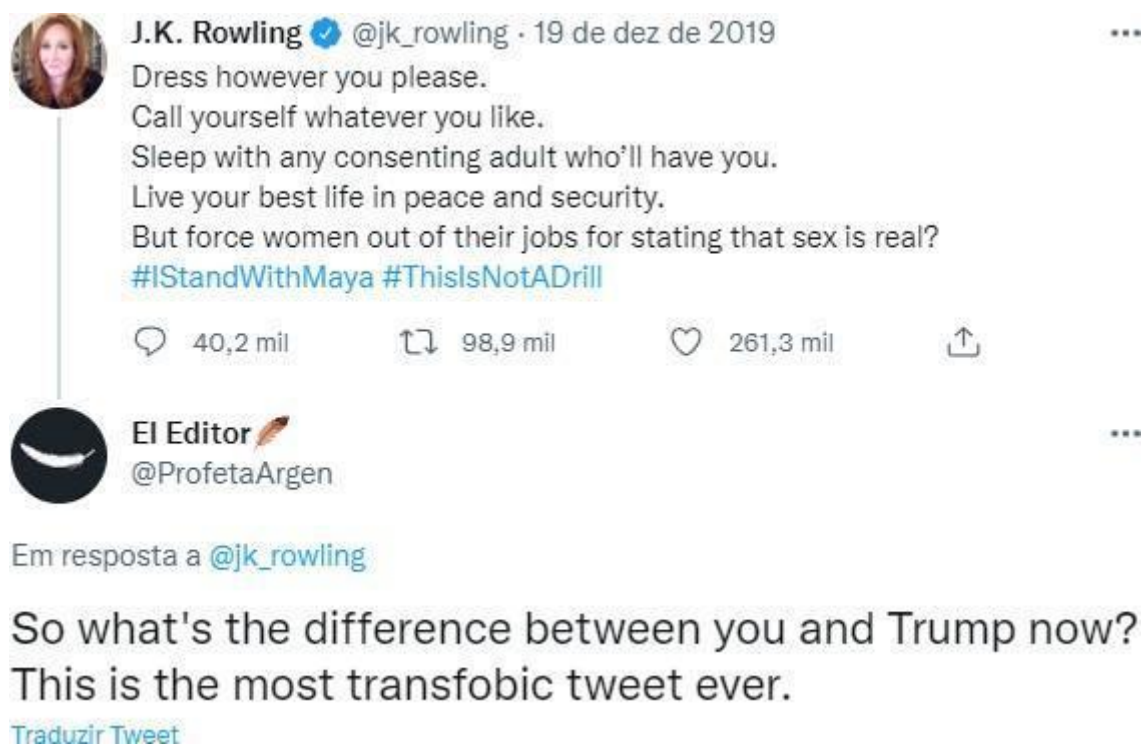 J.K. Rowling @jk_rowling · 19 de dez de 2019
Dress however you please.
Call yourself whatever you like.
Sleep with any consenting adult who’ll have you.
Live your best life in peace and security.
But force women out of their jobs for stating that sex is real?
#IStandWithMaya #ThisIsNotADrill
40,2 mil 98,9 mil 261,3 mil
El Editor
@ProfetaArgen
Em resposta a @jk_rowling
So what's the difference between you and Trump now?
This is the most transfobic tweet ever.
Traduzir Tweet